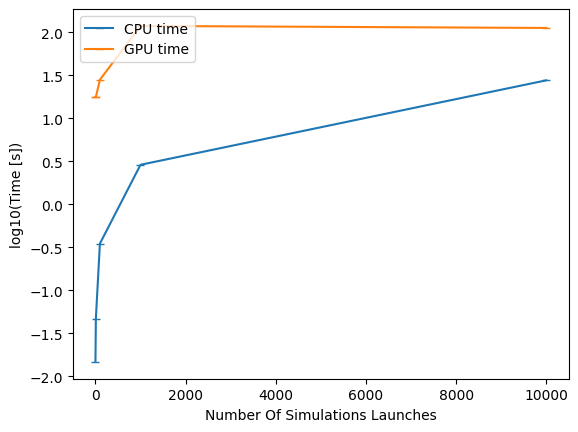 CPU time
GPU time
2.0
1.5
1.0
0.5
0.0
−0.5
−1.0
−1.5
−2.0
log10(Time [s])
0 2000 4000 6000 8000 10000
Number Of Simulations Launches